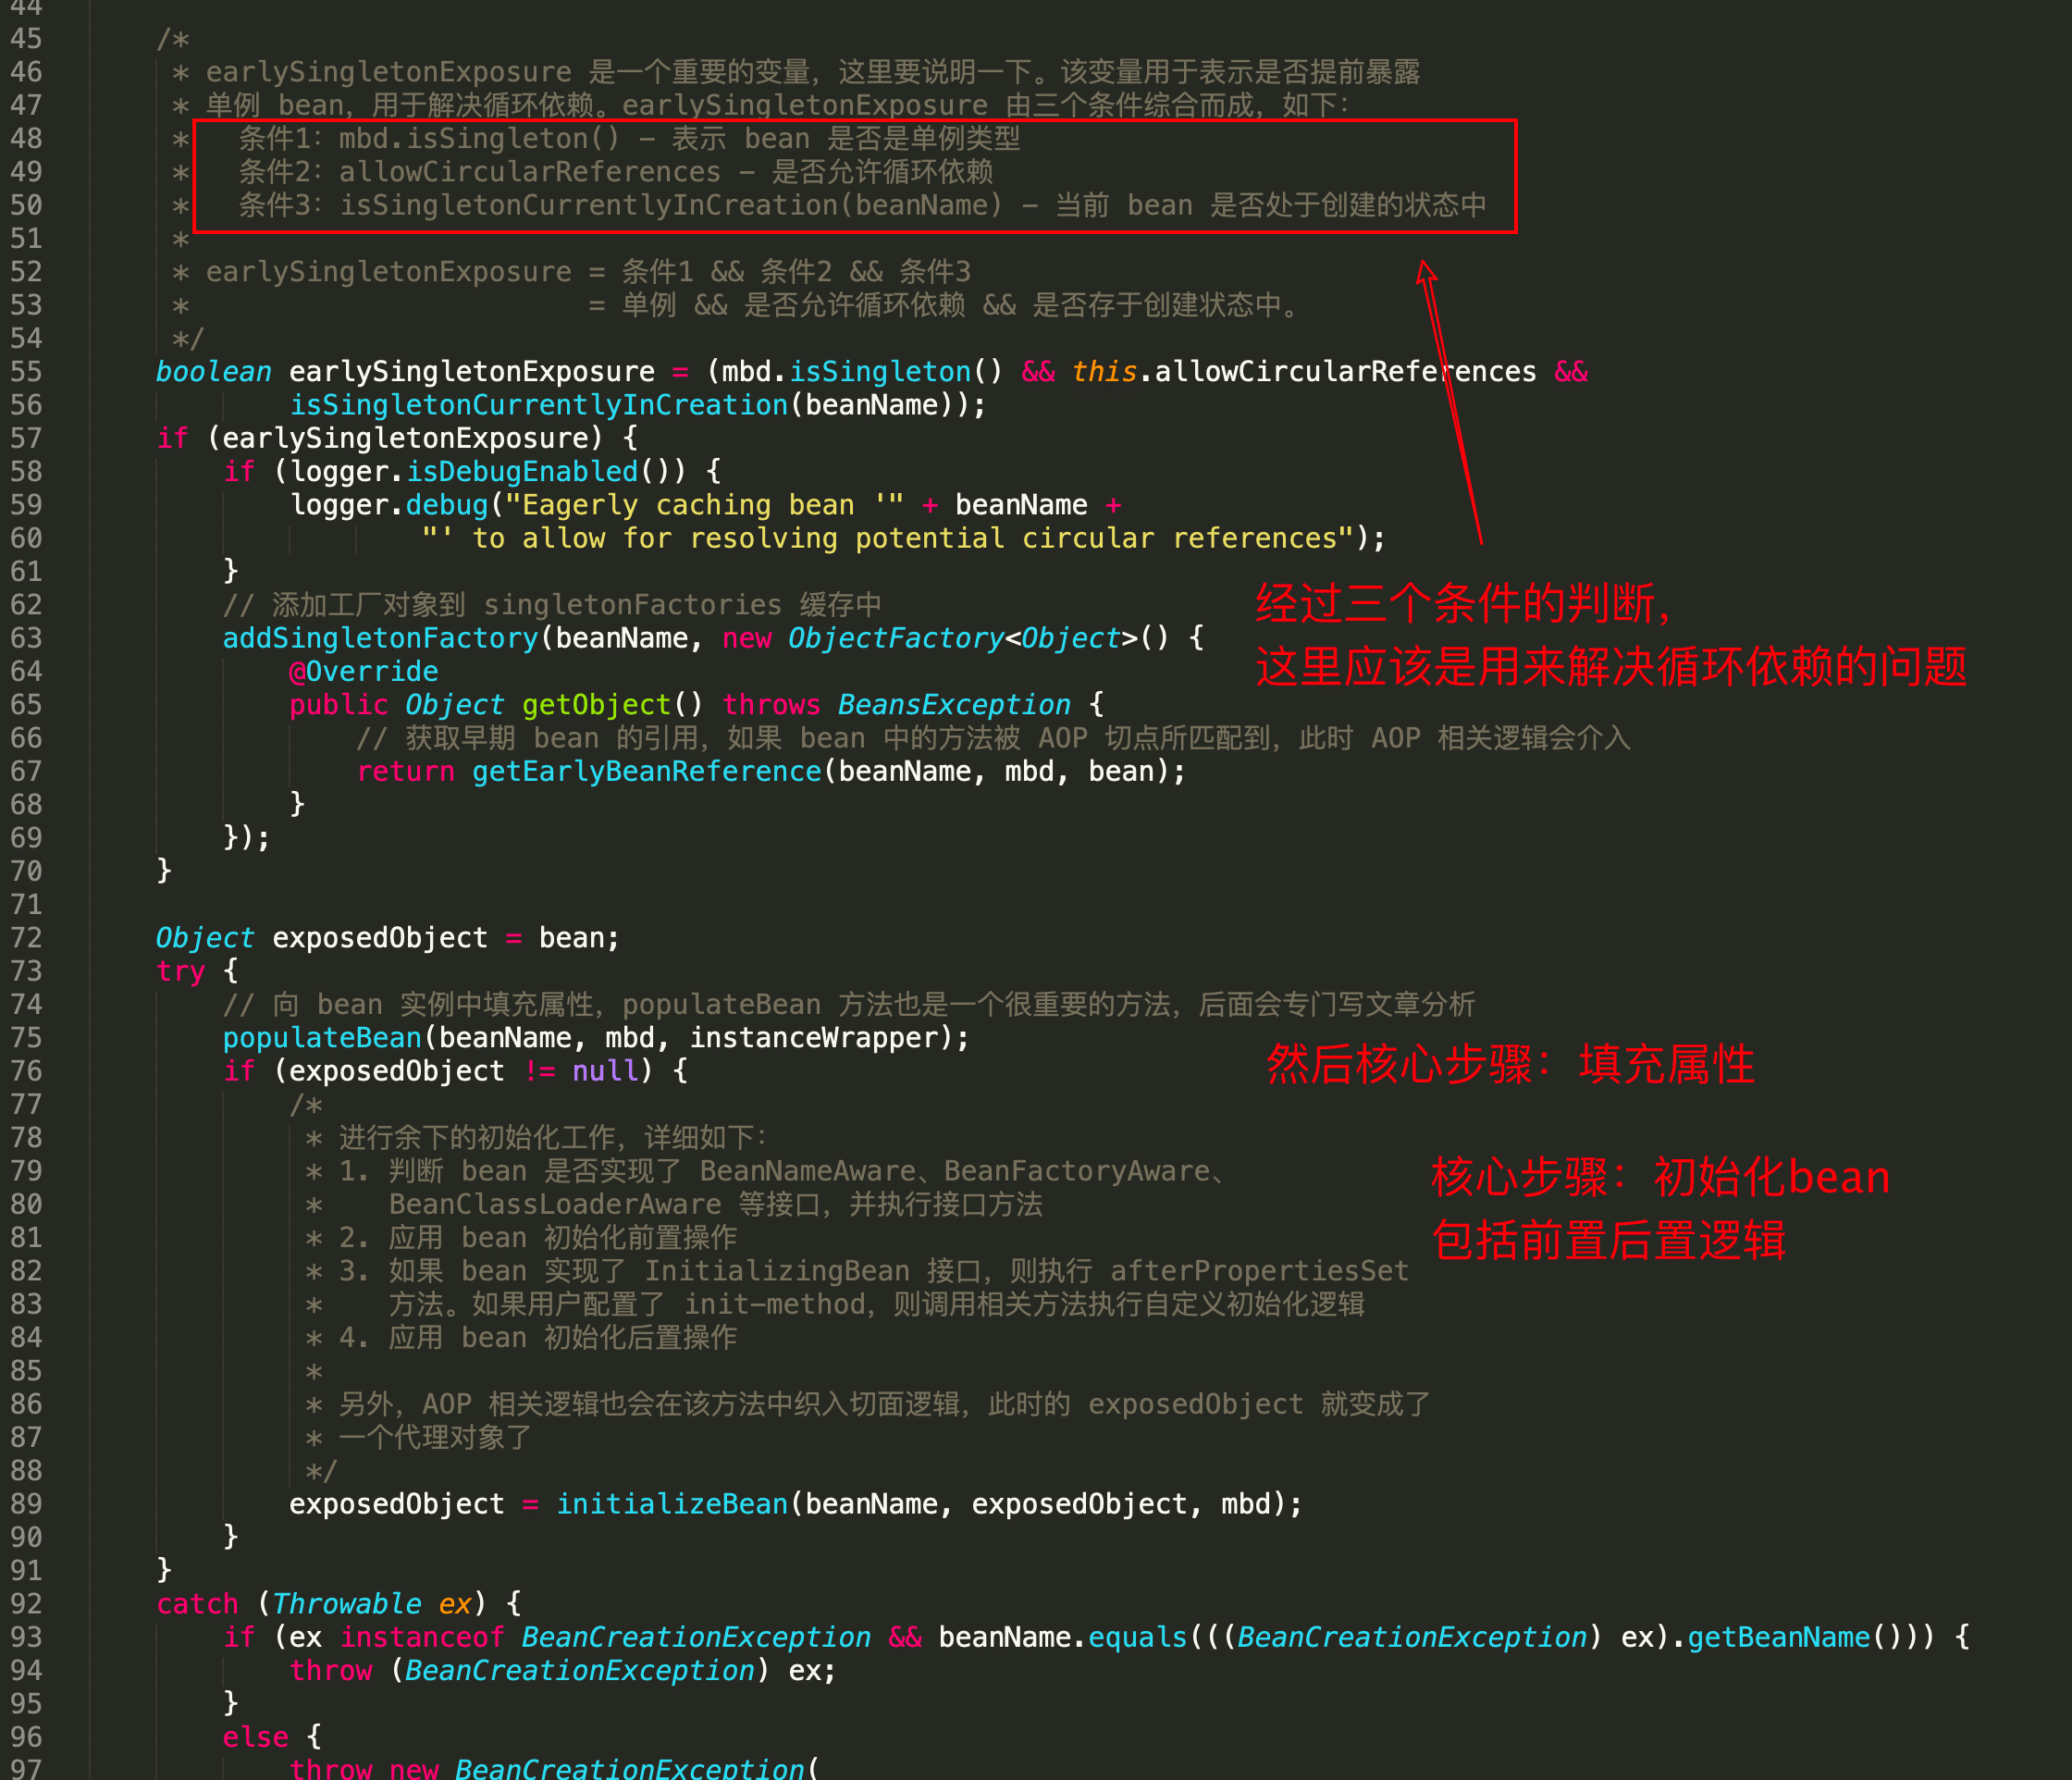 44
45 /*
46 * earlySingletonExposure 是一个重要的变量，这里要说明一下。该变量用于表示是否提前暴露
47 * 单例 bean，用于解决循环依赖。earlySingletonExposure 由三个条件综合而成，如下：
48 * 条件1：mbd.isSingleton() - 表示 bean 是否是单例类型
49 * 条件2：allowCircularReferences - 是否允许循环依赖
50 * 条件3：isSingletonCurrentlyInCreation(beanName) - 当前 bean 是否处于创建的状态中
51 *
52 * earlySingletonExposure = 条件1 && 条件2 && 条件3
53 * = 单例 && 是否允许循环依赖 && 是否存于创建状态中。
54 */
55 boolean earlySingletonExposure = (mbd.isSingleton() && this.allowCircularReferences &&
56 isSingletonCurrentlyInCreation(beanName));
57 if (earlySingletonExposure) {
58 if (logger.isDebugEnabled()) {
59 logger.debug("Eagerly caching bean '" + beanName +
60 "' to allow for resolving potential circular references");
61 }
62 // 添加工厂对象到 singletonFactories 缓存中
经过三个条件的判断，
63 addSingletonFactory(beanName, new ObjectFactory<Object>() {
64 @Override
这里应该是用来解决循环依赖的问题
65 public Object getObject() throws BeansException {
66 // 获取早期 bean 的引用，如果 bean 中的方法被 AOP 切点所匹配到，此时 AOP 相关逻辑会介入
67 return getEarlyBeanReference(beanName, mbd, bean);
68 }
69 });
70 }
71
72 Object exposedObject = bean;
73 try {
74 // 向 bean 实例中填充属性，populateBean 方法也是一个很重要的方法，后面会专门写文章分析
75 populateBean(beanName, mbd, instanceWrapper);
76 if (exposedObject != null) {
然后核心步骤：填充属性
77 /*
78 * 进行余下的初始化工作，详细如下：
79 * 1. 判断 bean 是否实现了 BeanNameAware、BeanFactoryAware、
核心步骤：初始化bean
80 * BeanClassLoaderAware 等接口，并执行接口方法
81 * 2. 应用 bean 初始化前置操作
包括前置后置逻辑
82 * 3. 如果 bean 实现了 InitializingBean 接口，则执行 afterPropertiesSet
83 * 方法。如果用户配置了 init-method，则调用相关方法执行自定义初始化逻辑
84 * 4. 应用 bean 初始化后置操作
85 *
86 * 另外，AOP 相关逻辑也会在该方法中织入切面逻辑，此时的 exposedObject 就变成了
87 * 一个代理对象了
88 */
89 exposedObject = initializeBean(beanName, exposedObject, mbd);
90 }
91 }
92 catch (Throwable ex) {
93 if (ex instanceof BeanCreationException && beanName.equals(((BeanCreationException) ex).getBeanName())) {
94 throw (BeanCreationException) ex;
95 }
96 else {
97 throw new BeanCreationException(